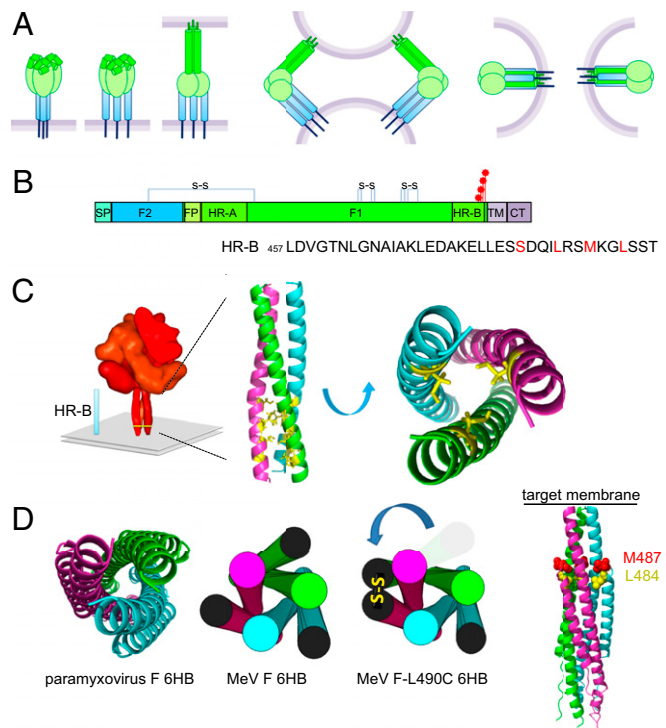 A
B
s-s
s-s
s-s
SP
F2
FP
HR-A
F1
HR-B
TM
CT
HR-B 457 LDVGTNLGNAIAKLEDAKELLESSDQILRSMKGLSST
C
HR-B
D
target membrane
M487
L484
S-S
paramyxovirus F 6HB
MeV F 6HB
MeV F-L490C 6HB